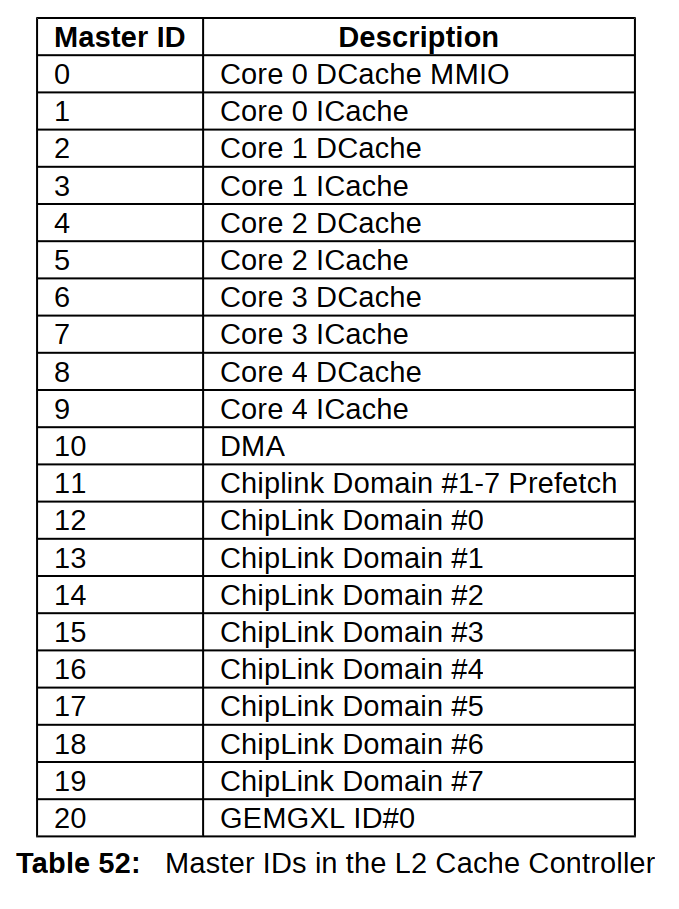 Master ID Description
0 Core 0 DCache MMIO
1 Core 0 ICache
2 Core 1 DCache
3 Core 1 ICache
4 Core 2 DCache
5 Core 2 ICache
6 Core 3 DCache
7 Core 3 ICache
8 Core 4 DCache
9 Core 4 ICache
10 DMA
11 Chiplink Domain #1-7 Prefetch
12 ChipLink Domain #0
13 ChipLink Domain #1
14 ChipLink Domain #2
15 ChipLink Domain #3
16 ChipLink Domain #4
17 ChipLink Domain #5
18 ChipLink Domain #6
19 ChipLink Domain #7
20 GEMGXL ID#0
Table 52: Master IDs in the L2 Cache Controller